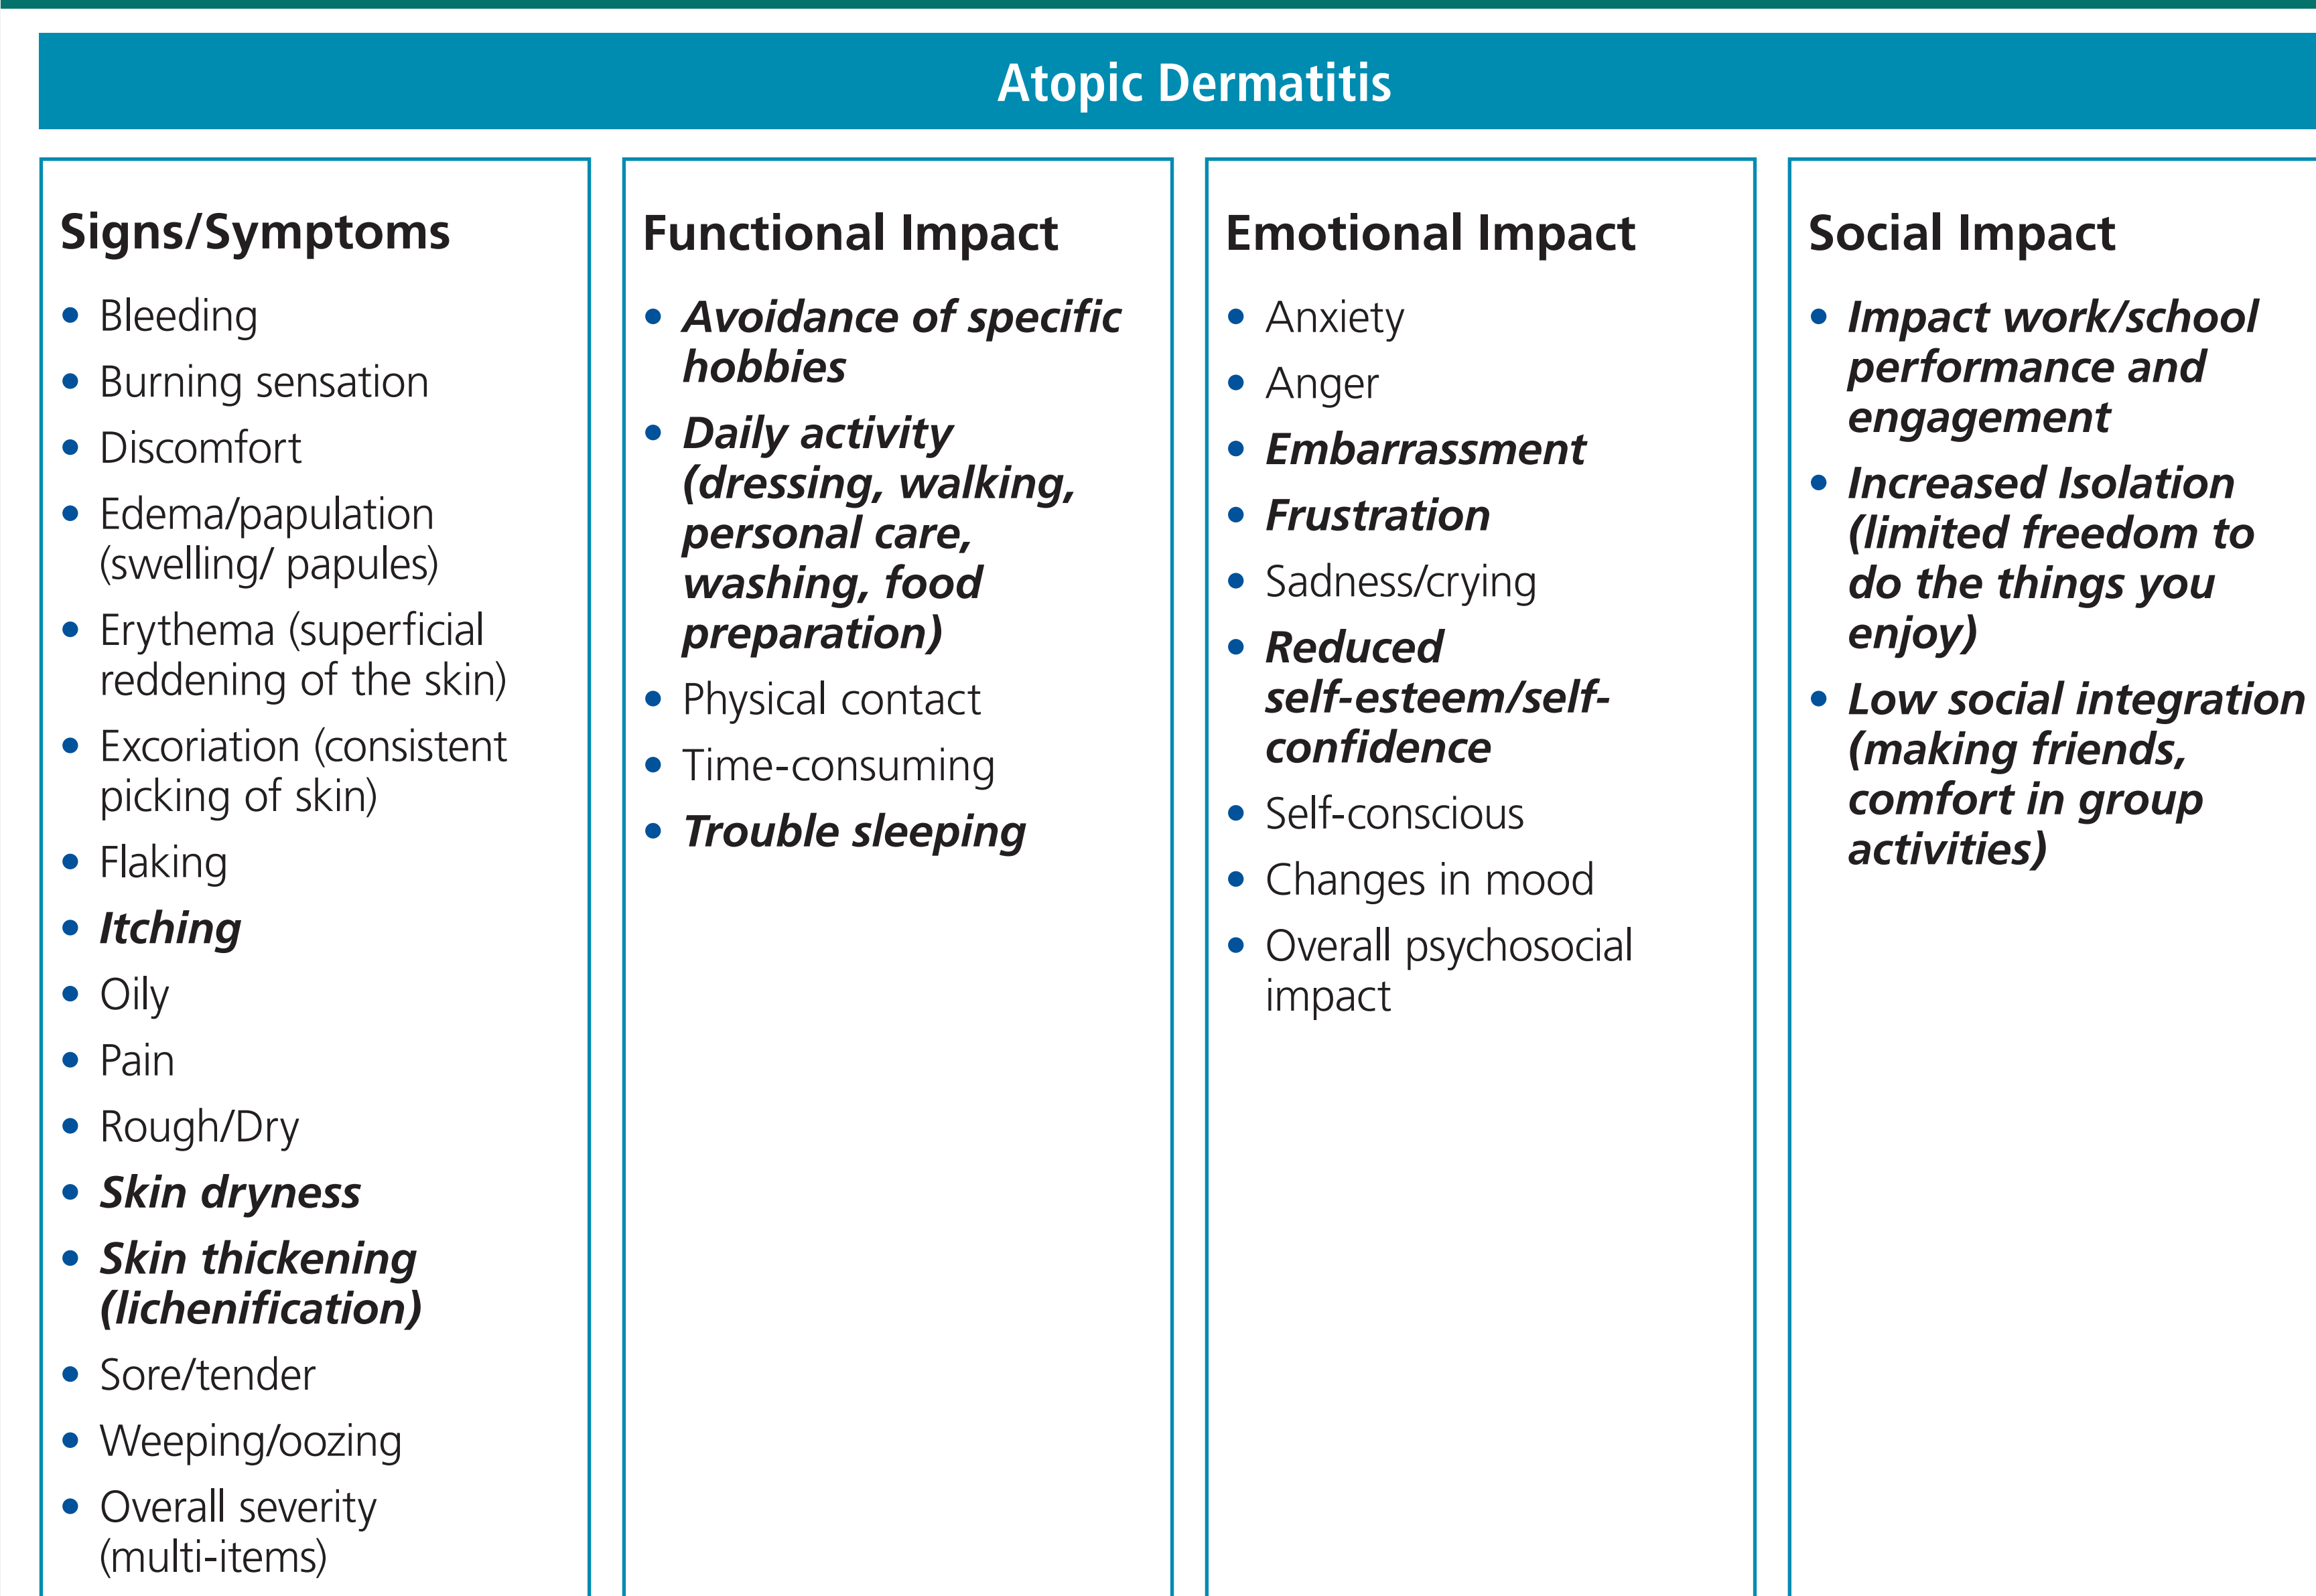 Atopic Dermatitis
Signs/Symptoms
• Bleeding
• Burning sensation
• Discomfort
• Edema/papulation
(swelling/ papules)
• Erythema (superficial
reddening of the skin)
• Excoriation (consistent
picking of skin)
• Flaking
• Itching
• Oily
• Pain
• Rough/Dry
• Skin dryness
• Skin thickening
(lichenification)
• Sore/tender
• Weeping/oozing
• Overall severity
(multi-items)
Functional Impact
• Avoidance of specific
hobbies
• Daily activity
(dressing, walking,
personal care,
washing, food
preparation)
• Physical contact
• Time-consuming
• Trouble sleeping
Emotional Impact
• Anxiety
• Anger
• Embarrassment
• Frustration
• Sadness/crying
• Reduced
self-esteem/self-
confidence
• Self-conscious
• Changes in mood
• Overall psychosocial
impact
Social Impact
• Impact work/school
performance and
engagement
• Increased Isolation
(limited freedom to
do the things you
enjoy)
• Low social integration
(making friends,
comfort in group
activities)